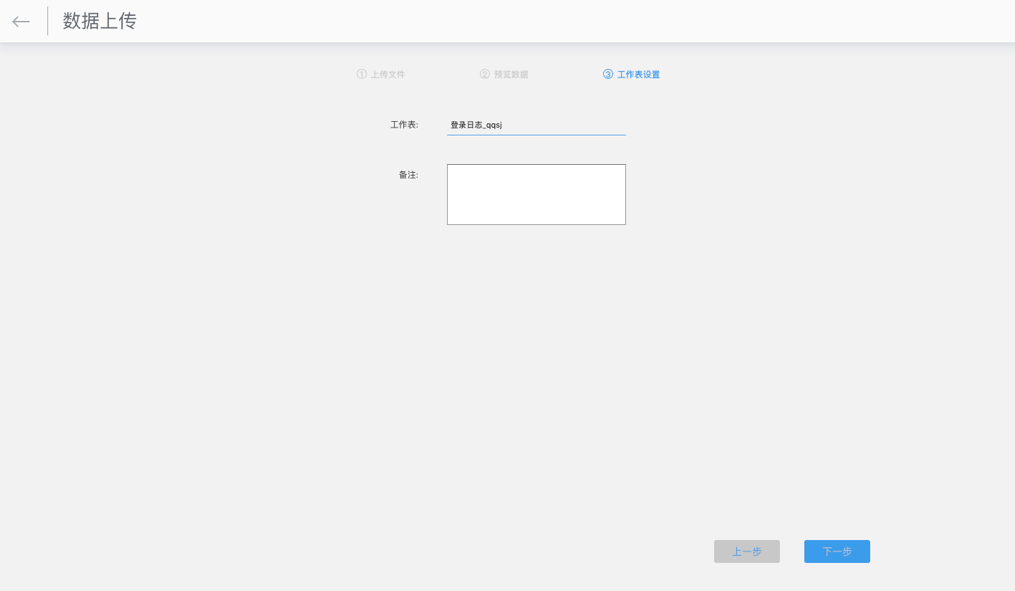 数据上传
① 上传文件 ② 预览数据 ③ 工作表设置
工作表: 登录日志_qqsj
备注:
上一步 下一步